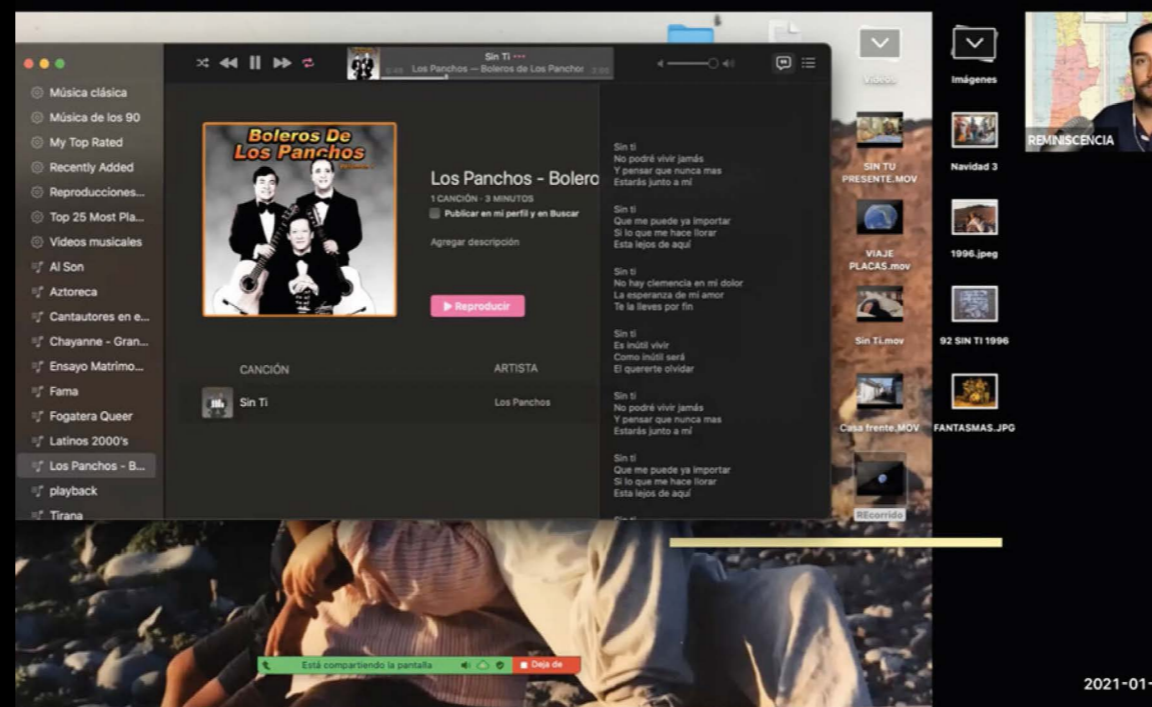 Sin Ti •••
0:46 Los Panchos — Boleros de Los Panchor 3:06
Música clásica
Música de los 90
My Top Rated
Recently Added
Reproducciones...
Top 25 Most Pla...
Videos musicales
Al Son
Aztoreca
Cantautores en e...
Chayanne - Gran...
Ensayo Matrimo...
Fama
Fogatera Queer
Latinos 2000's
Los Panchos - B...
playback
Tirana
Boleros De
Los Panchos
Los Panchos - Bolero
1 CANCIÓN · 3 MINUTOS
Publicar en mi perfil y en Buscar
Agregar descripción
Reproducir
CANCIÓN ARTISTA
Sin Ti Los Panchos
Sin ti
No podré vivir jamás
Y pensar que nunca mas
Estarás junto a mí
Sin ti
Que me puede ya importar
Si lo que me hace llorar
Esta lejos de aquí
Sin ti
No hay clemencia en mi dolor
La esperanza de mi amor
Te la lleves por fin
Sin ti
Es inútil vivir
Como inútil será
El quererte olvidar
Sin ti
No podré vivir jamás
Y pensar que nunca mas
Estarás junto a mí
Sin ti
Que me puede ya importar
Si lo que me hace llorar
Esta lejos de aquí
Sin ti
Videos
SIN TU
PRESENTE.MOV
VIAJE
PLACAS.mov
Sin Ti.mov
Casa frente.MOV
REcorrido
Imágenes
Navidad 3
1996.jpeg
92 SIN TI 1996
FANTASMAS.JPG
REMINISCENCIA
Está compartiendo la pantalla
Deja de
2021-01-